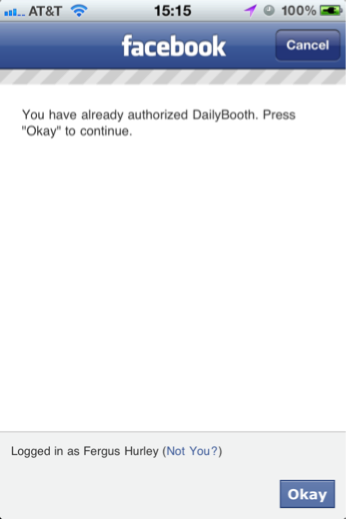 AT&T 15:15 100%
facebook Cancel
You have already authorized DailyBooth. Press
"Okay" to continue.
Logged in as Fergus Hurley (Not You?)
Okay